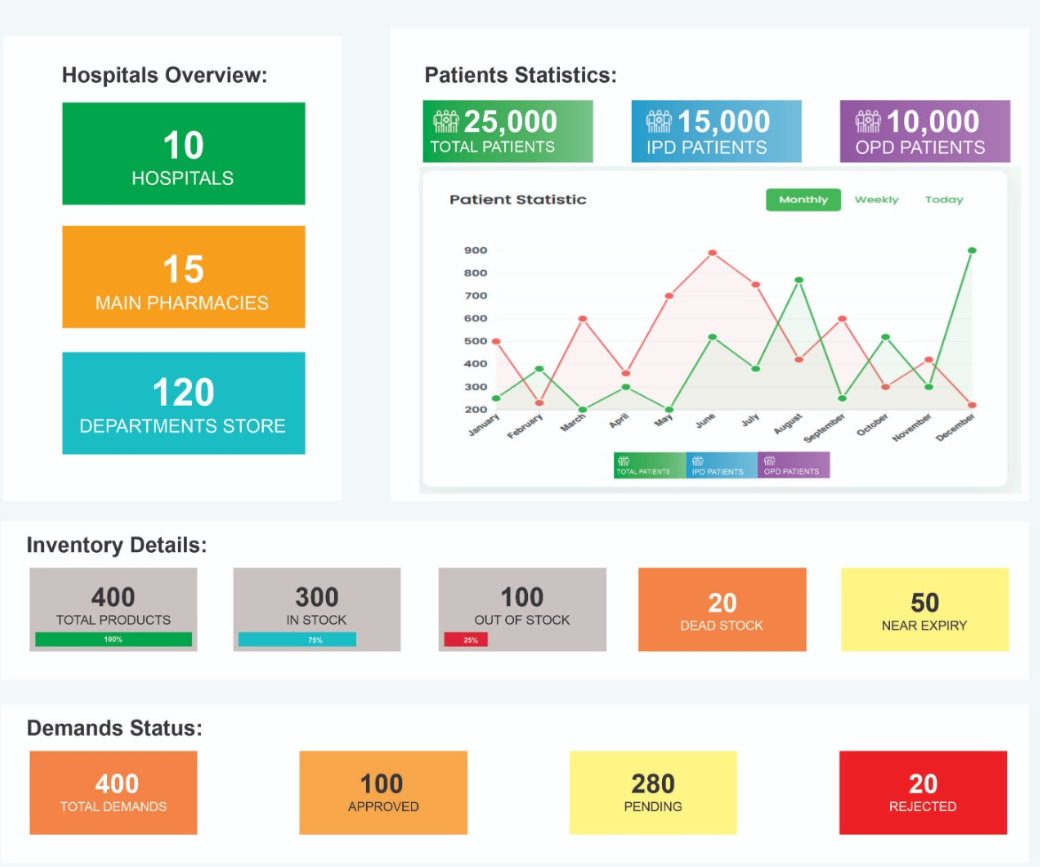 Hospitals Overview:
10
HOSPITALS
15
MAIN PHARMACIES
120
DEPARTMENTS STORE
Patients Statistics:
25,000
TOTAL PATIENTS
15,000
IPD PATIENTS
10,000
OPD PATIENTS
Patient Statistic
Monthly Weekly Today
900
800
700
600
500
400
300
200
January February March April May June July August September October November December
TOTAL PATIENTS IPD PATIENTS OPD PATIENTS
Inventory Details:
400
TOTAL PRODUCTS
100%
300
IN STOCK
75%
100
OUT OF STOCK
25%
20
DEAD STOCK
50
NEAR EXPIRY
Demands Status:
400
TOTAL DEMANDS
100
APPROVED
280
PENDING
20
REJECTED